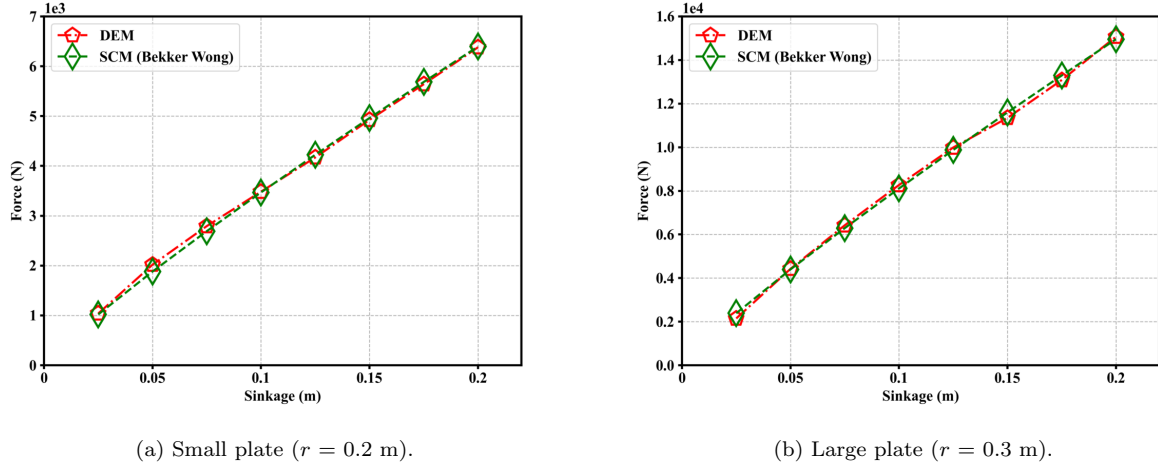 1e3
7
6
5
4
3
2
1
0
0
0.05
0.1
0.15
0.2
Force (N)
Sinkage (m)
DEM
SCM (Bekker Wong)
(a) Small plate (r = 0.2 m).
1e4
1.6
1.4
1.2
1.0
0.8
0.6
0.4
0.2
0.0
0
0.05
0.1
0.15
0.2
Force (N)
Sinkage (m)
DEM
SCM (Bekker Wong)
(b) Large plate (r = 0.3 m).